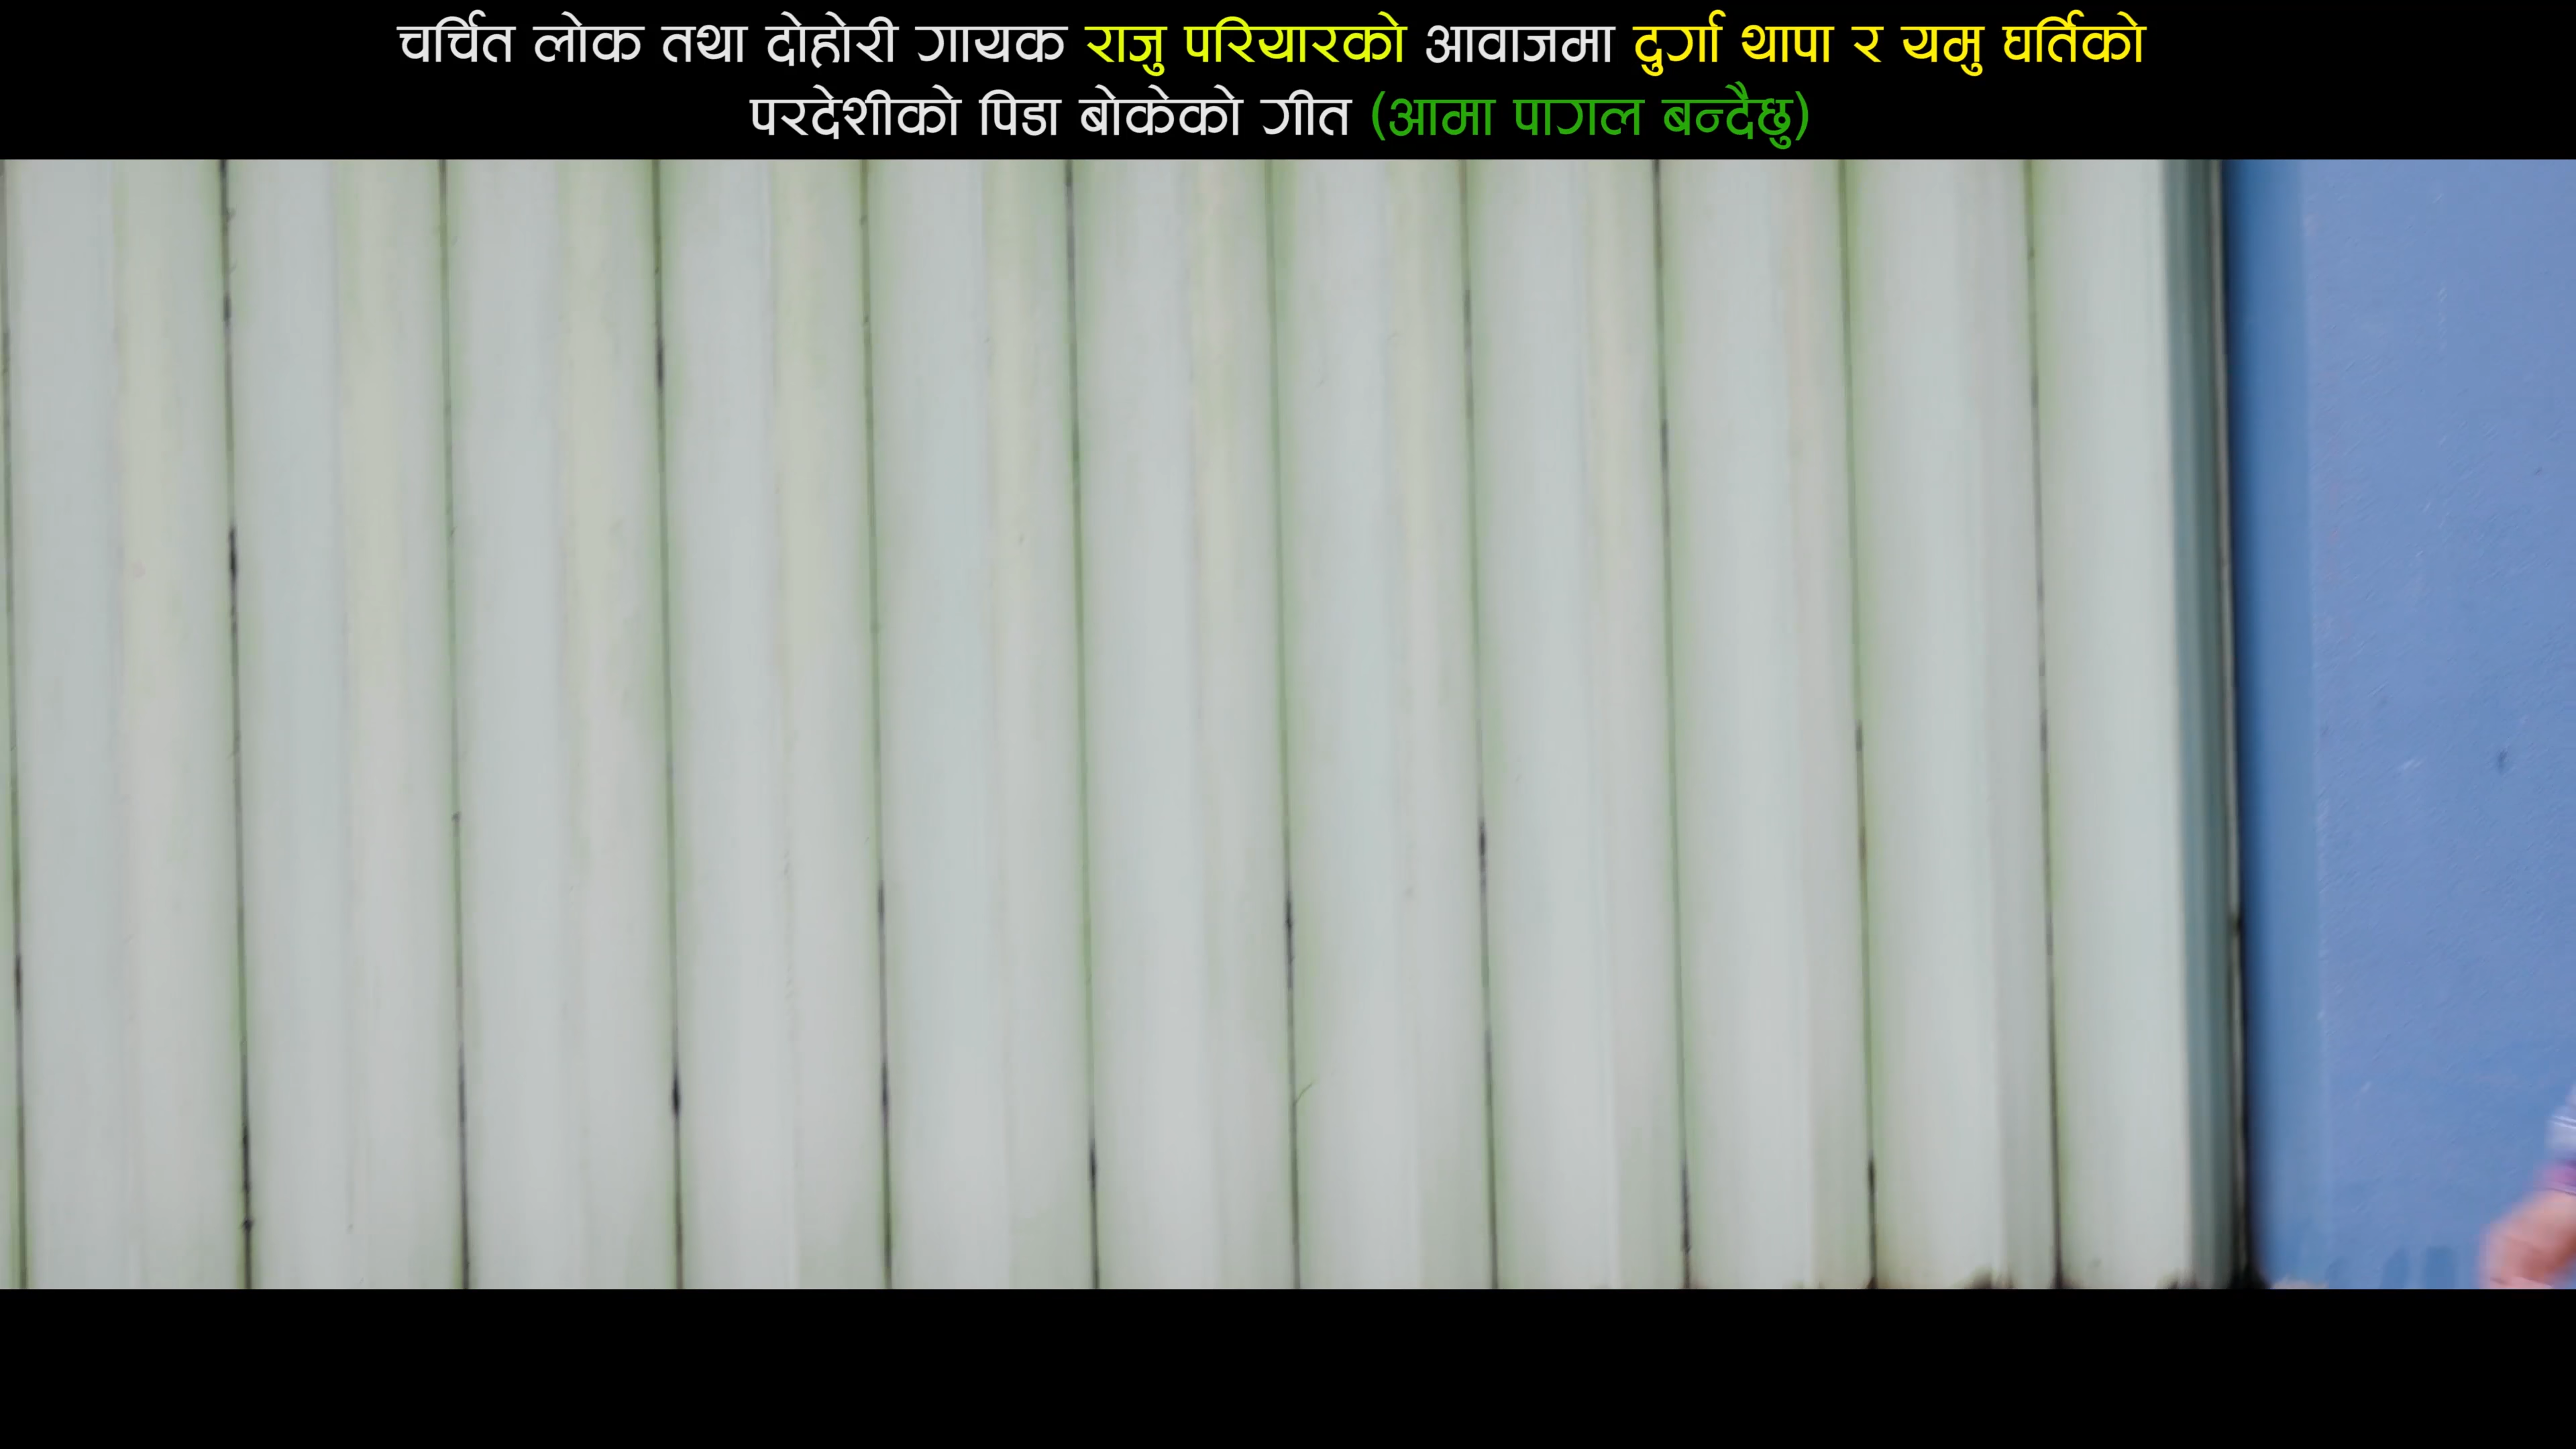 चर्चित लोक तथा दोहोरी गायक राजु परियारको आवाजमा दुर्गा थापा र यमु घर्तिको
परदेशीको पिडा बोकेको गीत (आमा पागल बन्दैछु)